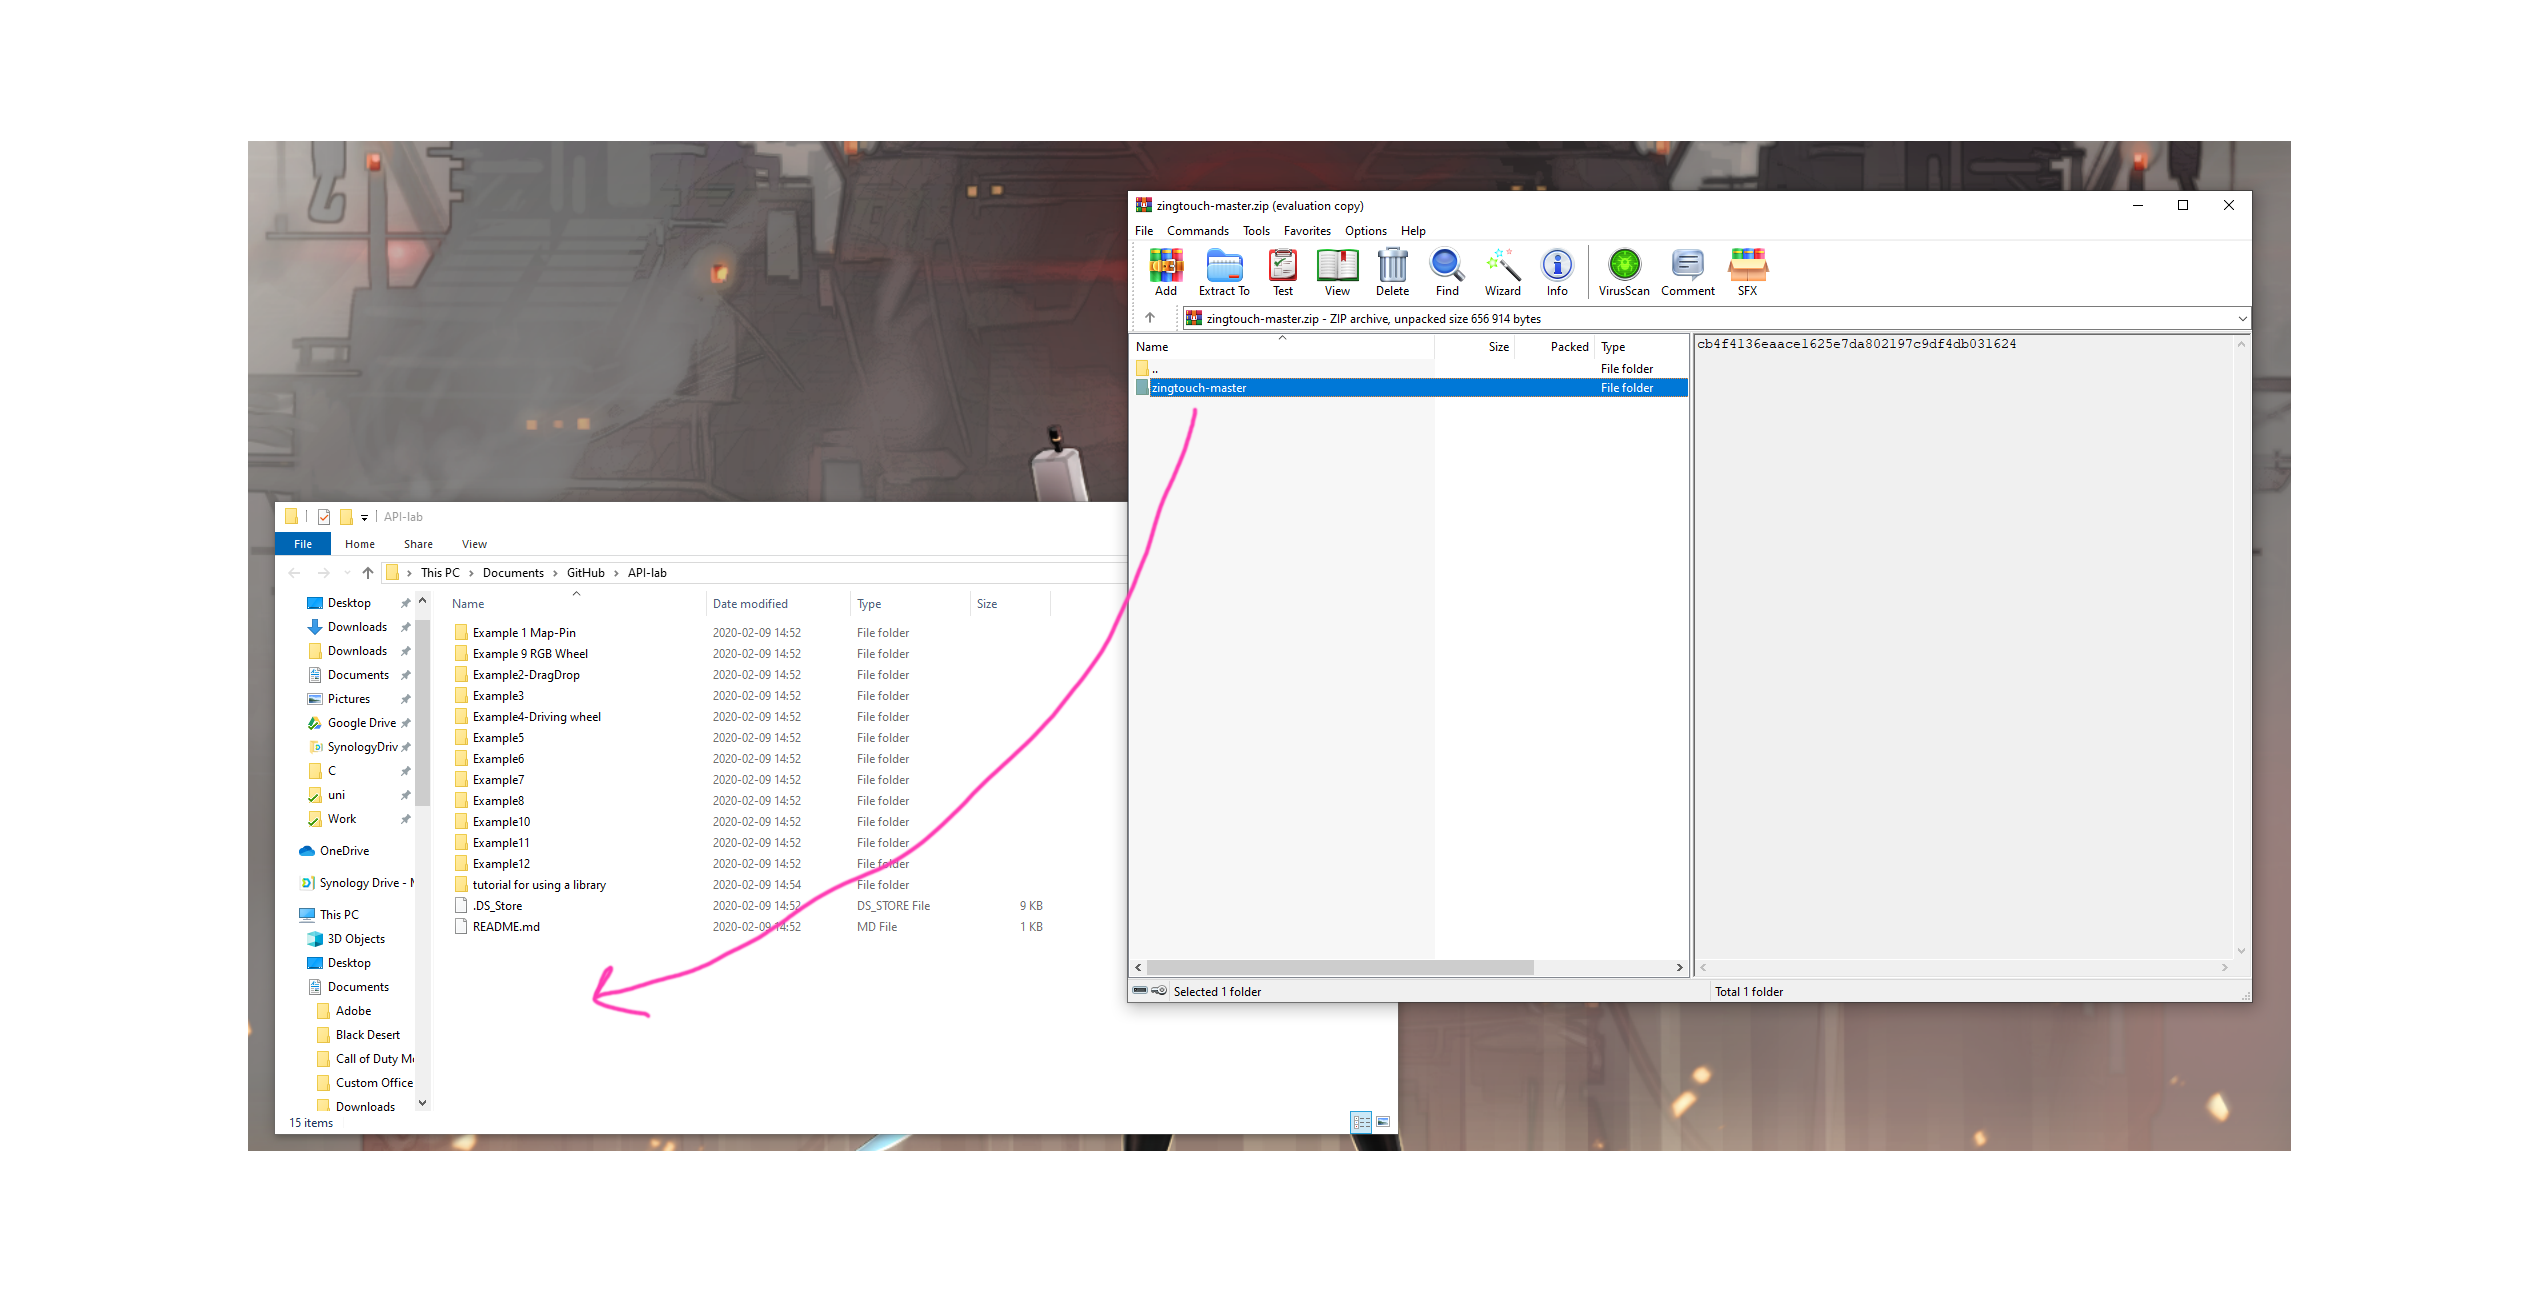 zingtouch-master.zip (evaluation copy)
File Commands Tools Favorites Options Help
Add Extract To Test View Delete Find Wizard Info VirusScan Comment SFX
zingtouch-master.zip - ZIP archive, unpacked size 656 914 bytes
Name Size Packed Type
.. File folder
zingtouch-master File folder
cb4f4136eaace1625e7da802197c9df4db031624
Selected 1 folder Total 1 folder
API-lab
File Home Share View
This PC > Documents > GitHub > API-lab
Desktop
Downloads
Downloads
Documents
Pictures
Google Drive
SynologyDriv
C
uni
Work
OneDrive
Synology Drive - M
This PC
3D Objects
Desktop
Documents
Adobe
Black Desert
Call of Duty Mo
Custom Office
Downloads
Name Date modified Type Size
Example 1 Map-Pin 2020-02-09 14:52 File folder
Example 9 RGB Wheel 2020-02-09 14:52 File folder
Example2-DragDrop 2020-02-09 14:52 File folder
Example3 2020-02-09 14:52 File folder
Example4-Driving wheel 2020-02-09 14:52 File folder
Example5 2020-02-09 14:52 File folder
Example6 2020-02-09 14:52 File folder
Example7 2020-02-09 14:52 File folder
Example8 2020-02-09 14:52 File folder
Example10 2020-02-09 14:52 File folder
Example11 2020-02-09 14:52 File folder
Example12 2020-02-09 14:52 File folder
tutorial for using a library 2020-02-09 14:54 File folder
.DS_Store 2020-02-09 14:52 DS_STORE File 9 KB
README.md 2020-02-09 14:52 MD File 1 KB
15 items